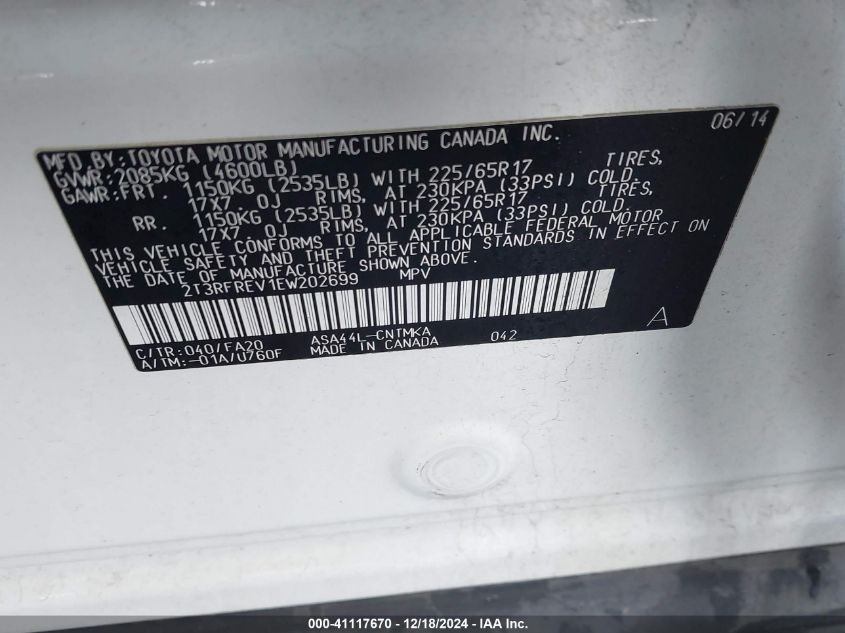 06/14
MFD BY: TOYOTA MOTOR MANUFACTURING CANADA INC.
GVWR: 2085KG (4600LB)
GAWR: FRT. 1150KG (2535LB) WITH 225/65R17 TIRES,
17X7.0J RIMS, AT 230KPA (33PSI) COLD.
RR. 1150KG (2535LB) WITH 225/65R17 TIRES,
17X7.0J RIMS, AT 230KPA (33PSI) COLD.
THIS VEHICLE CONFORMS TO ALL APPLICABLE FEDERAL MOTOR
VEHICLE SAFETY AND THEFT PREVENTION STANDARDS IN EFFECT ON
THE DATE OF MANUFACTURE SHOWN ABOVE.
2T3RFREV1EW202699 MPV
C/TR: 040/FA20 ASA44L-CNTMKA 042 A
A/TM: -01A/U760F MADE IN CANADA
000-41117670 - 12/18/2024 - IAA Inc.